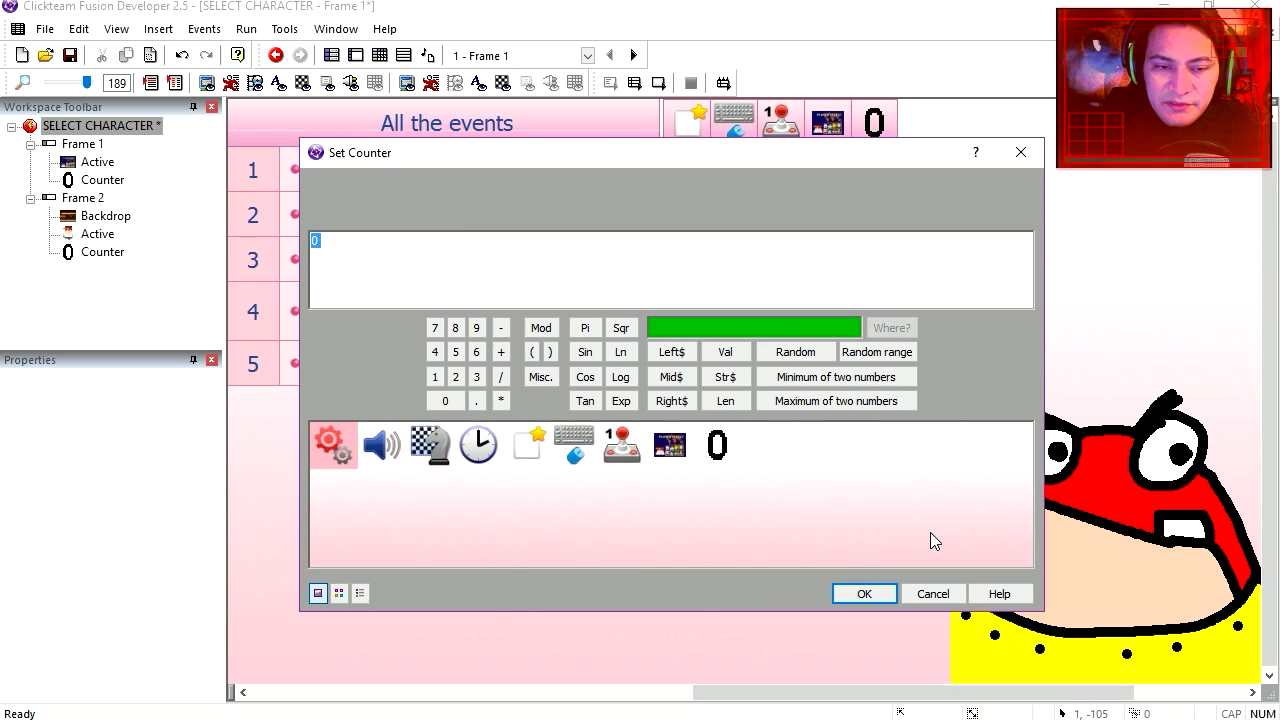 Clickteam Fusion Developer 2.5 - [SELECT CHARACTER - Frame 1*]
File Edit View Insert Events Run Tools Window Help
1 - Frame 1
189
Workspace Toolbar
SELECT CHARACTER *
Frame 1
Active
Counter
Frame 2
Backdrop
Active
Counter
Properties
All the events
1
2
3
4
5
1 0
Set Counter
?
0
7 8 9 - Mod Pi Sqr Where?
4 5 6 + ( ) Sin Ln Left$ Val Random Random range
1 2 3 / Misc. Cos Log Mid$ Str$ Minimum of two numbers
0 . * Tan Exp Right$ Len Maximum of two numbers
1 0
OK Cancel Help
Ready
1, -105 0 CAP NUM